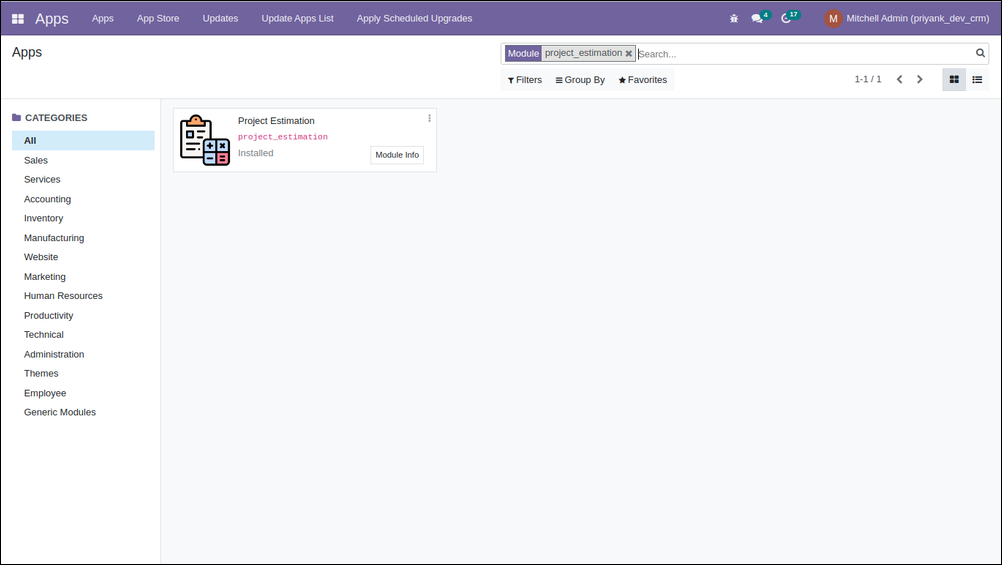 Apps Apps App Store Updates Update Apps List Apply Scheduled Upgrades 4 17 M Mitchell Admin (priyank_dev_crm)
Apps Module project_estimation Search...
Filters Group By Favorites 1-1 / 1
CATEGORIES
All
Sales
Services
Accounting
Inventory
Manufacturing
Website
Marketing
Human Resources
Productivity
Technical
Administration
Themes
Employee
Generic Modules
Project Estimation
project_estimation
Installed Module Info